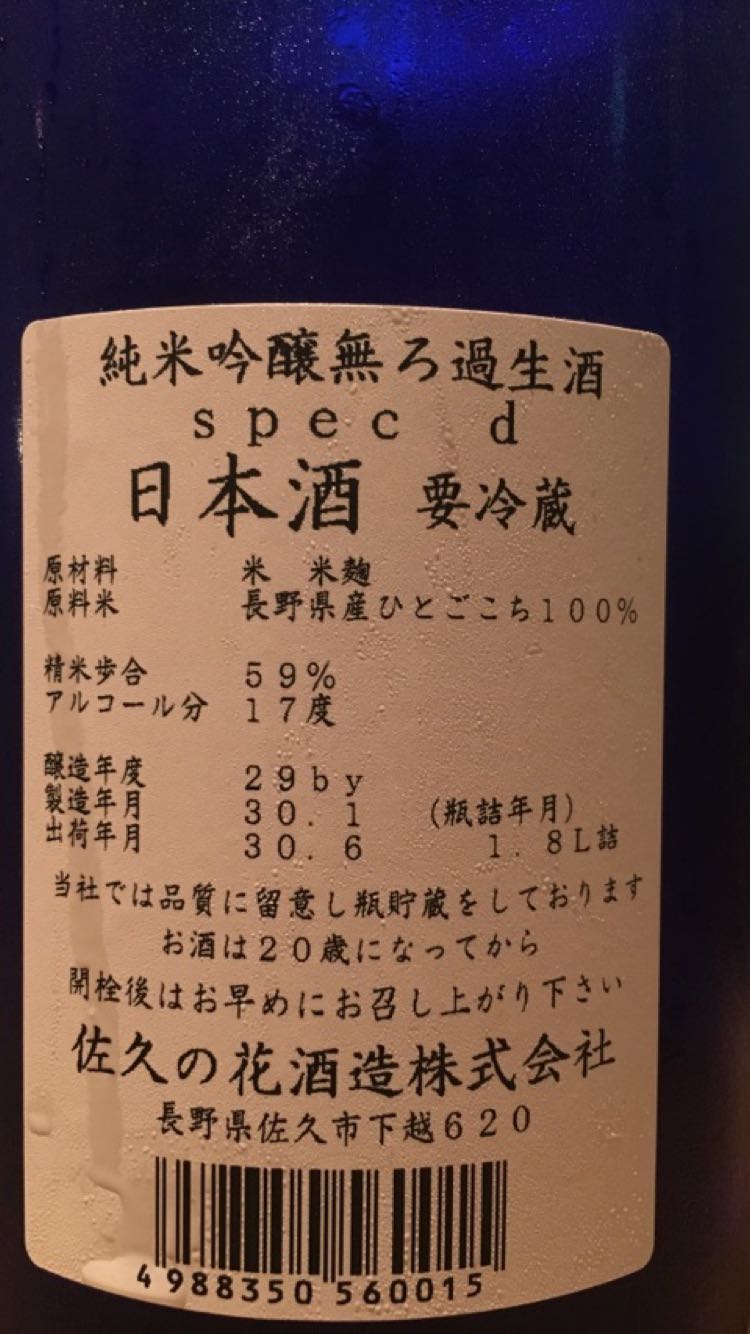 純米吟醸無ろ過生酒
spec d
日本酒 要冷蔵
原材料 米 米麹
原料米 長野県産ひとごこち100%
精米歩合 59%
アルコール分 17度
醸造年度 29by
製造年月 30.1 (瓶詰年月)
出荷年月 30.6 1.8L詰
当社では品質に留意し瓶貯蔵をしております
お酒は20歳になってから
開栓後はお早めにお召し上がり下さい
佐久の花酒造株式会社
長野県佐久市下越620
4 988350 560015